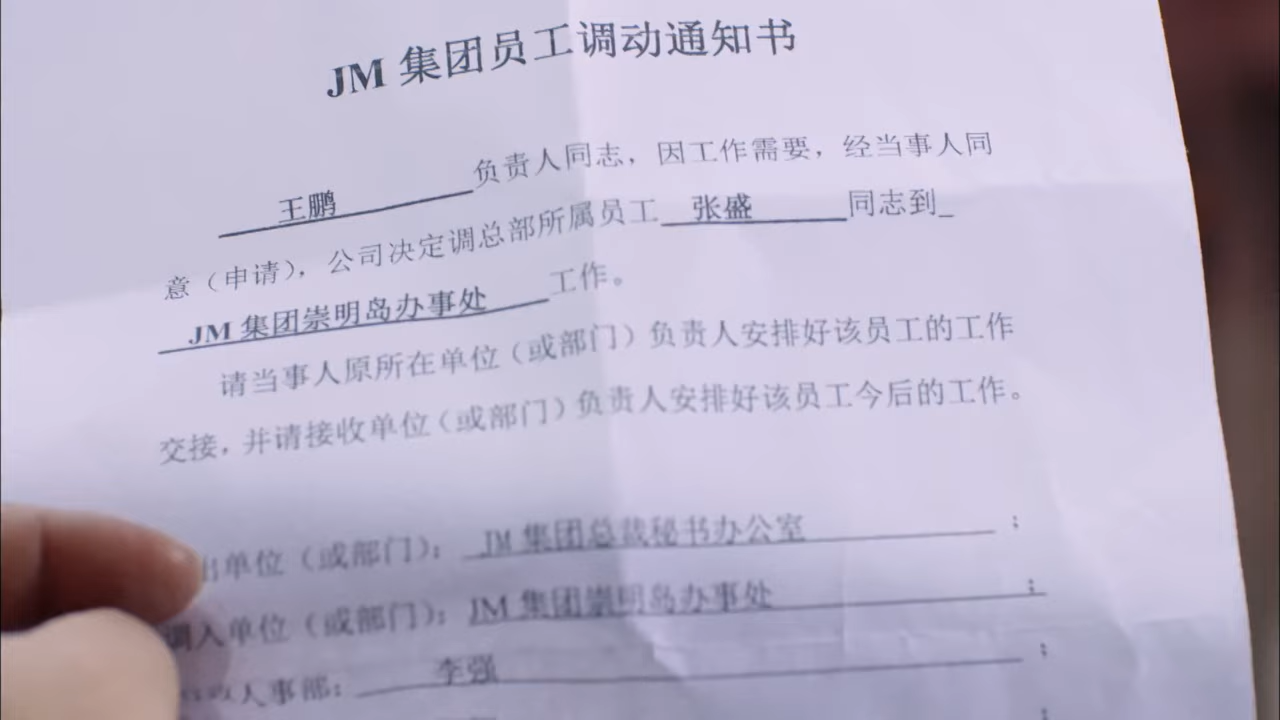 JM 集团员工调动通知书
王鹏 负责人同志，因工作需要，经当事人同
意（申请），公司决定调总部所属员工 张盛 同志到_
JM 集团崇明岛办事处 工作。
请当事人原所在单位（或部门）负责人安排好该员工的工作
交接，并请接收单位（或部门）负责人安排好该员工今后的工作。
出单位（或部门）：JM 集团总裁秘书办公室 ；
调入单位（或部门）：JM 集团崇明岛办事处 ；
人事部： 李强 ；